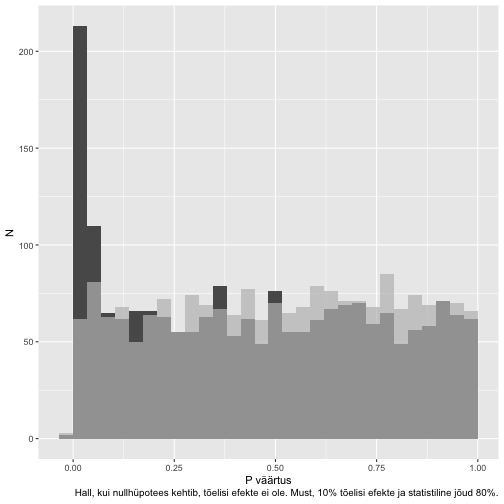 200
150
100
50
0
N
0.00 0.25 0.50 0.75 1.00
P väärtus
Hall, kui nullhüpotees kehtib, tõelisi efekte ei ole. Must, 10% tõelisi efekte ja statistiline jõud 80%.